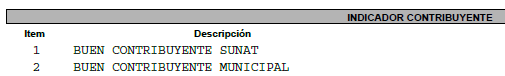 INDICADOR CONTRIBUYENTE
Item Descripción
1 BUEN CONTRIBUYENTE SUNAT
2 BUEN CONTRIBUYENTE MUNICIPAL